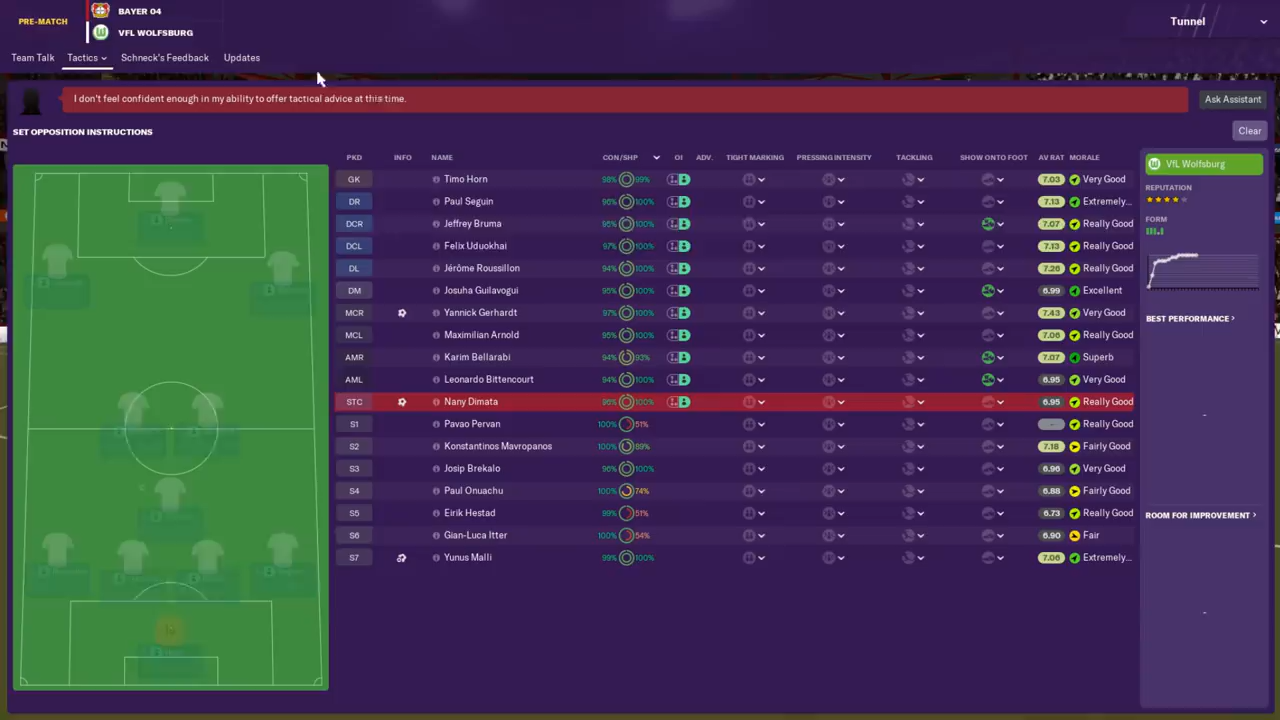 BAYER 04
PRE-MATCH
Tunnel
VFL WOLFSBURG
Team Talk Tactics Schneck's Feedback Updates
I don't feel confident enough in my ability to offer tactical advice at this time.
Ask Assistant
SET OPPOSITION INSTRUCTIONS
Clear
PKD INFO NAME CON/SHP OI ADV. TIGHT MARKING PRESSING INTENSITY TACKLING SHOW ONTO FOOT AV RAT MORALE
GK Timo Horn 98% 99% 7.03 Very Good
DR Paul Seguin 96% 100% 7.13 Extremely...
DCR Jeffrey Bruma 95% 100% 7.07 Really Good
DCL Felix Uduokhai 97% 100% 7.13 Really Good
DL Jérôme Roussillon 94% 100% 7.26 Really Good
DM Josuha Guilavogui 95% 100% 6.99 Excellent
MCR Yannick Gerhardt 97% 100% 7.43 Very Good
MCL Maximilian Arnold 95% 100% 7.06 Really Good
AMR Karim Bellarabi 94% 93% 7.07 Superb
AML Leonardo Bittencourt 94% 100% 6.95 Very Good
STC Nany Dimata 96% 100% 6.95 Really Good
S1 Pavao Pervan 100% 51% - Really Good
S2 Konstantinos Mavropanos 100% 89% 7.18 Fairly Good
S3 Josip Brekalo 96% 100% 6.96 Very Good
S4 Paul Onuachu 100% 74% 6.88 Fairly Good
S5 Eirik Hestad 99% 51% 6.73 Really Good
S6 Gian-Luca Itter 100% 54% 6.90 Fair
S7 Yunus Malli 99% 100% 7.06 Extremely...
VfL Wolfsburg
REPUTATION
FORM
BEST PERFORMANCE >
-
ROOM FOR IMPROVEMENT >
-